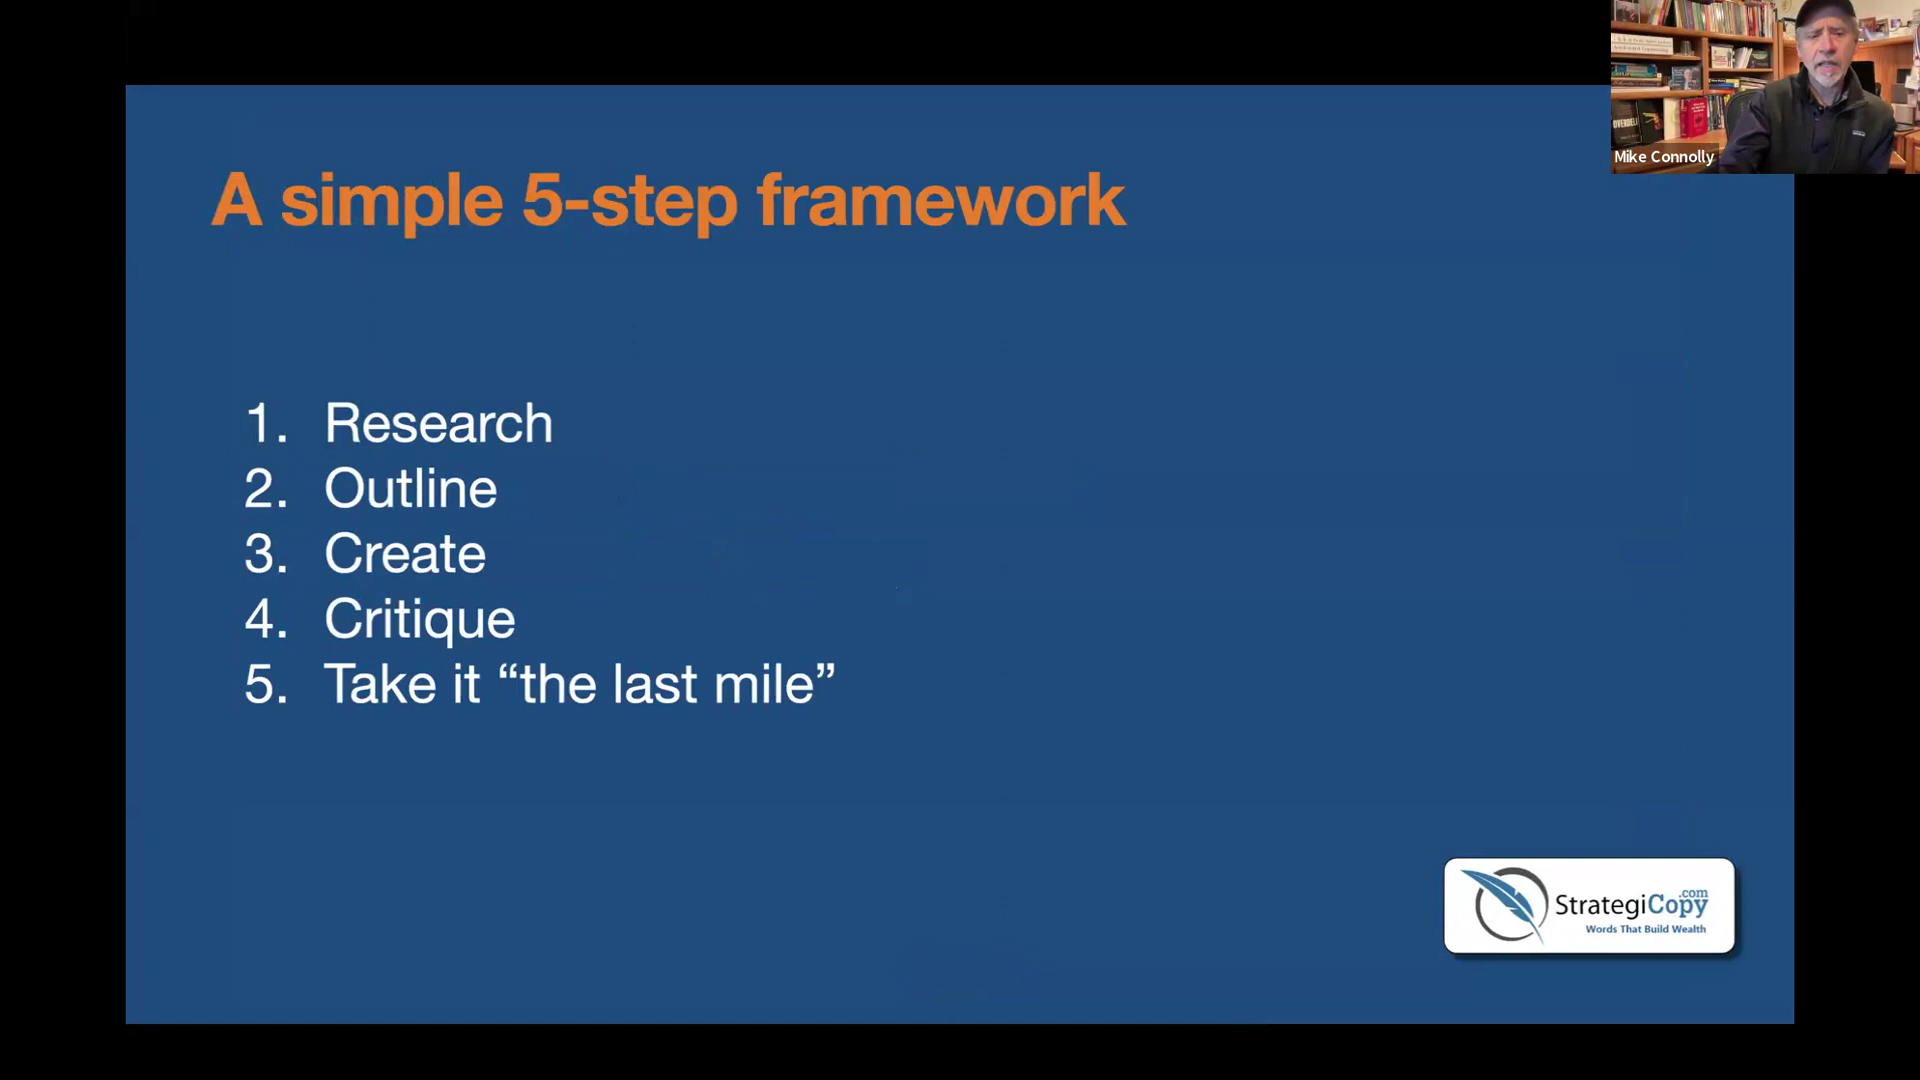 A simple 5-step framework
1. Research
2. Outline
3. Create
4. Critique
5. Take it “the last mile”
Mike Connolly
OVERDELI
StrategiCopy.com
Words That Build Wealth